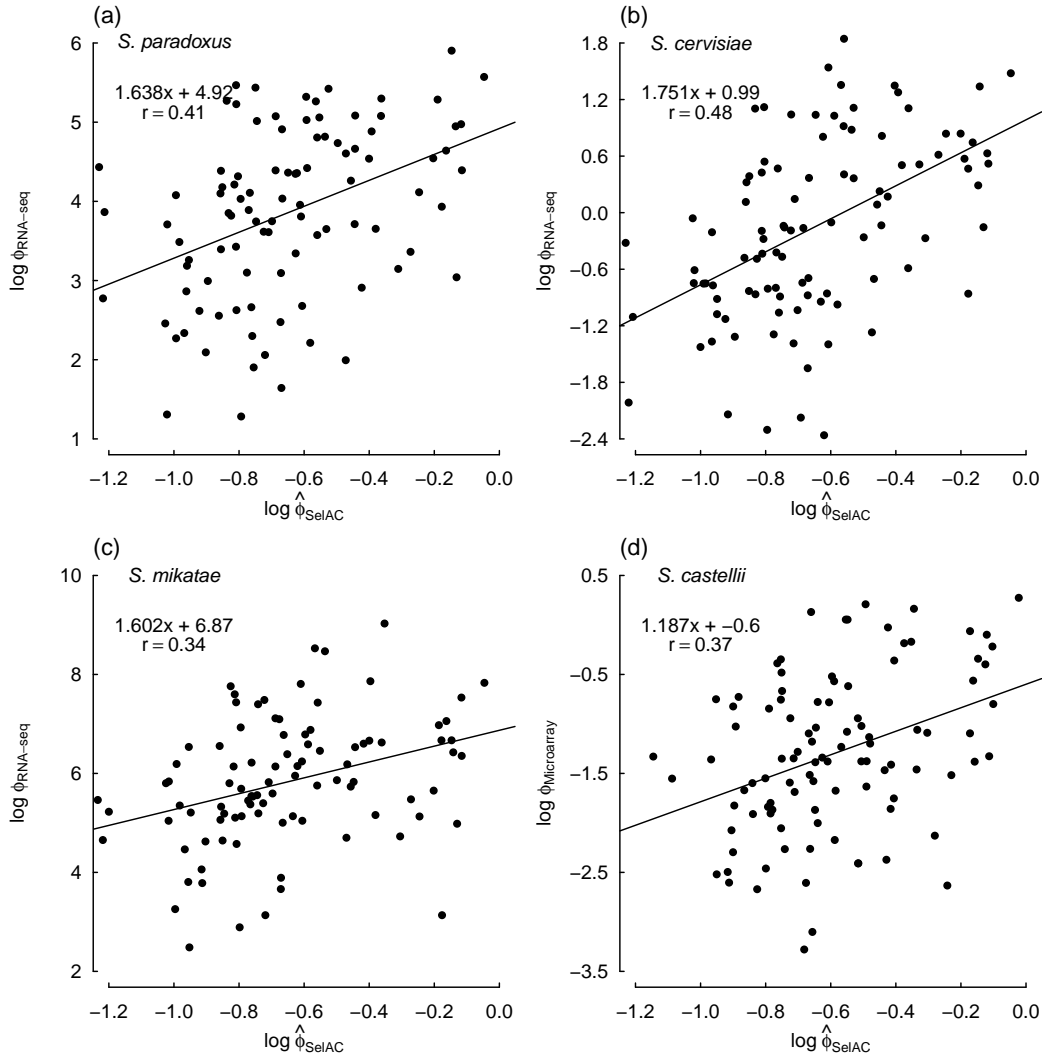 (a)
S. paradoxus
1.638x + 4.92
r = 0.41
6
5
4
3
2
1
log ϕRNA−seq
−1.2 −1.0 −0.8 −0.6 −0.4 −0.2 0.0
log ϕ̂SelAC
(b)
S. cervisiae
1.751x + 0.99
r = 0.48
1.8
1.2
0.6
0.0
−0.6
−1.2
−1.8
−2.4
log ϕRNA−seq
−1.2 −1.0 −0.8 −0.6 −0.4 −0.2 0.0
log ϕ̂SelAC
(c)
S. mikatae
1.602x + 6.87
r = 0.34
10
8
6
4
2
log ϕRNA−seq
−1.2 −1.0 −0.8 −0.6 −0.4 −0.2 0.0
log ϕ̂SelAC
(d)
S. castellii
1.187x + −0.6
r = 0.37
0.5
−0.5
−1.5
−2.5
−3.5
log ϕMicroarray
−1.2 −1.0 −0.8 −0.6 −0.4 −0.2 0.0
log ϕ̂SelAC